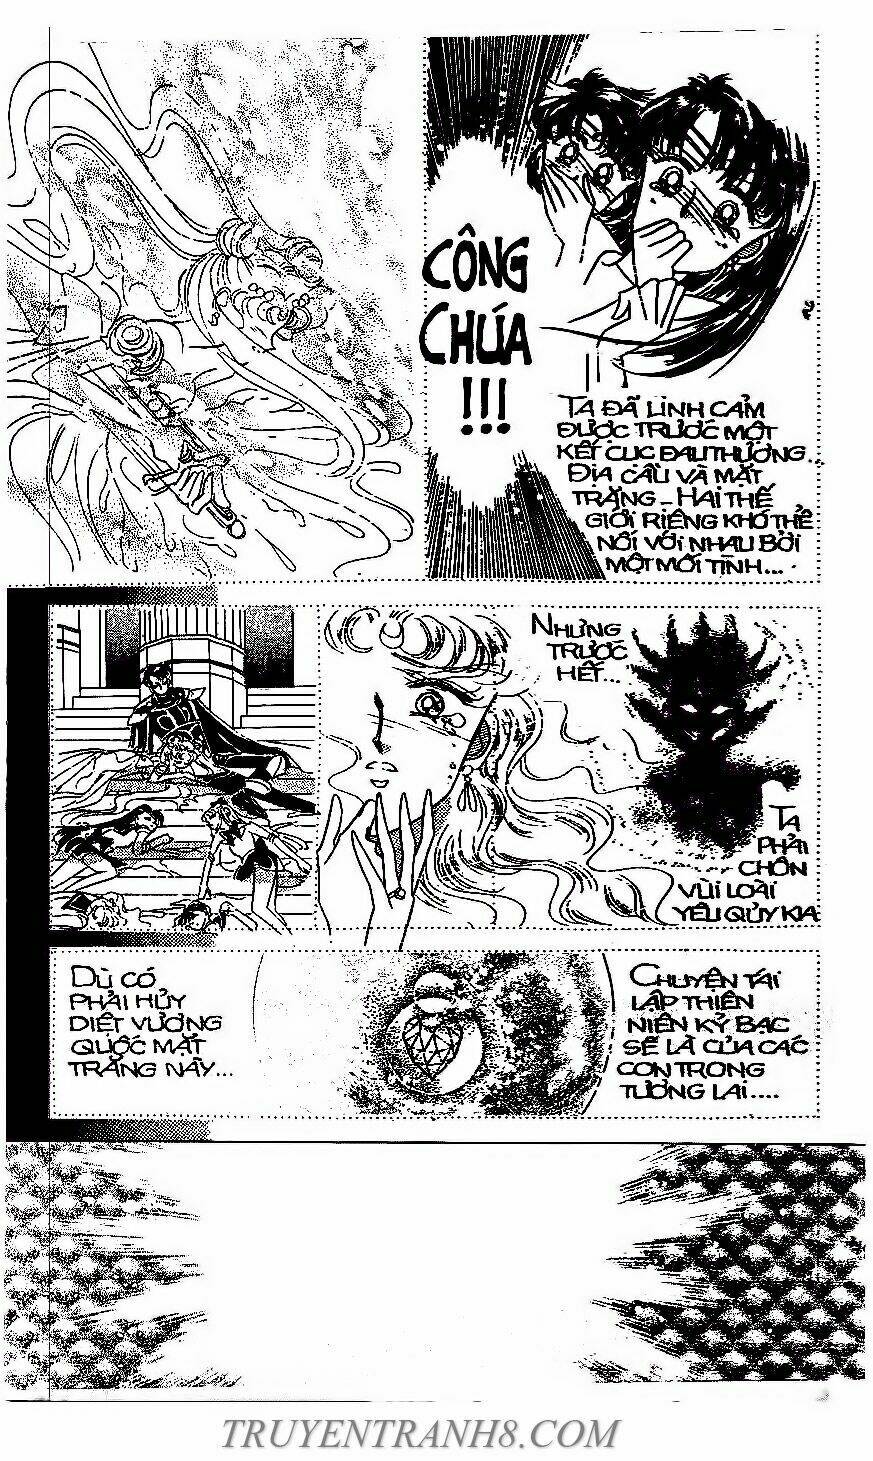 CÔNG
CHÚA
!!!
TA ĐÃ LINH CẢM
ĐƯỢC TRƯỚC MỘT
KẾT CỤC ĐAU THƯƠNG...
ĐỊA CẦU VÀ MẶT
TRĂNG - HAI THẾ
GIỚI RIÊNG KHÓ THỂ
NỐI VỚI NHAU BỞI
MỘT MỐI TÌNH...
NHƯNG
TRƯỚC
HẾT...
TA
PHẢI
CHÔN
VÙI LOÀI
YÊU QỦY KIA
DÙ CÓ
PHẢI HỦY
DIỆT VƯƠNG
QUỐC MẶT
TRĂNG NÀY...
CHUYỆN TÁI
LẬP THIÊN
NIÊN KỶ BẠC
SẼ LÀ CỦA CÁC
CON TRONG
TƯƠNG LAI....
TRUYENTRANH8.COM